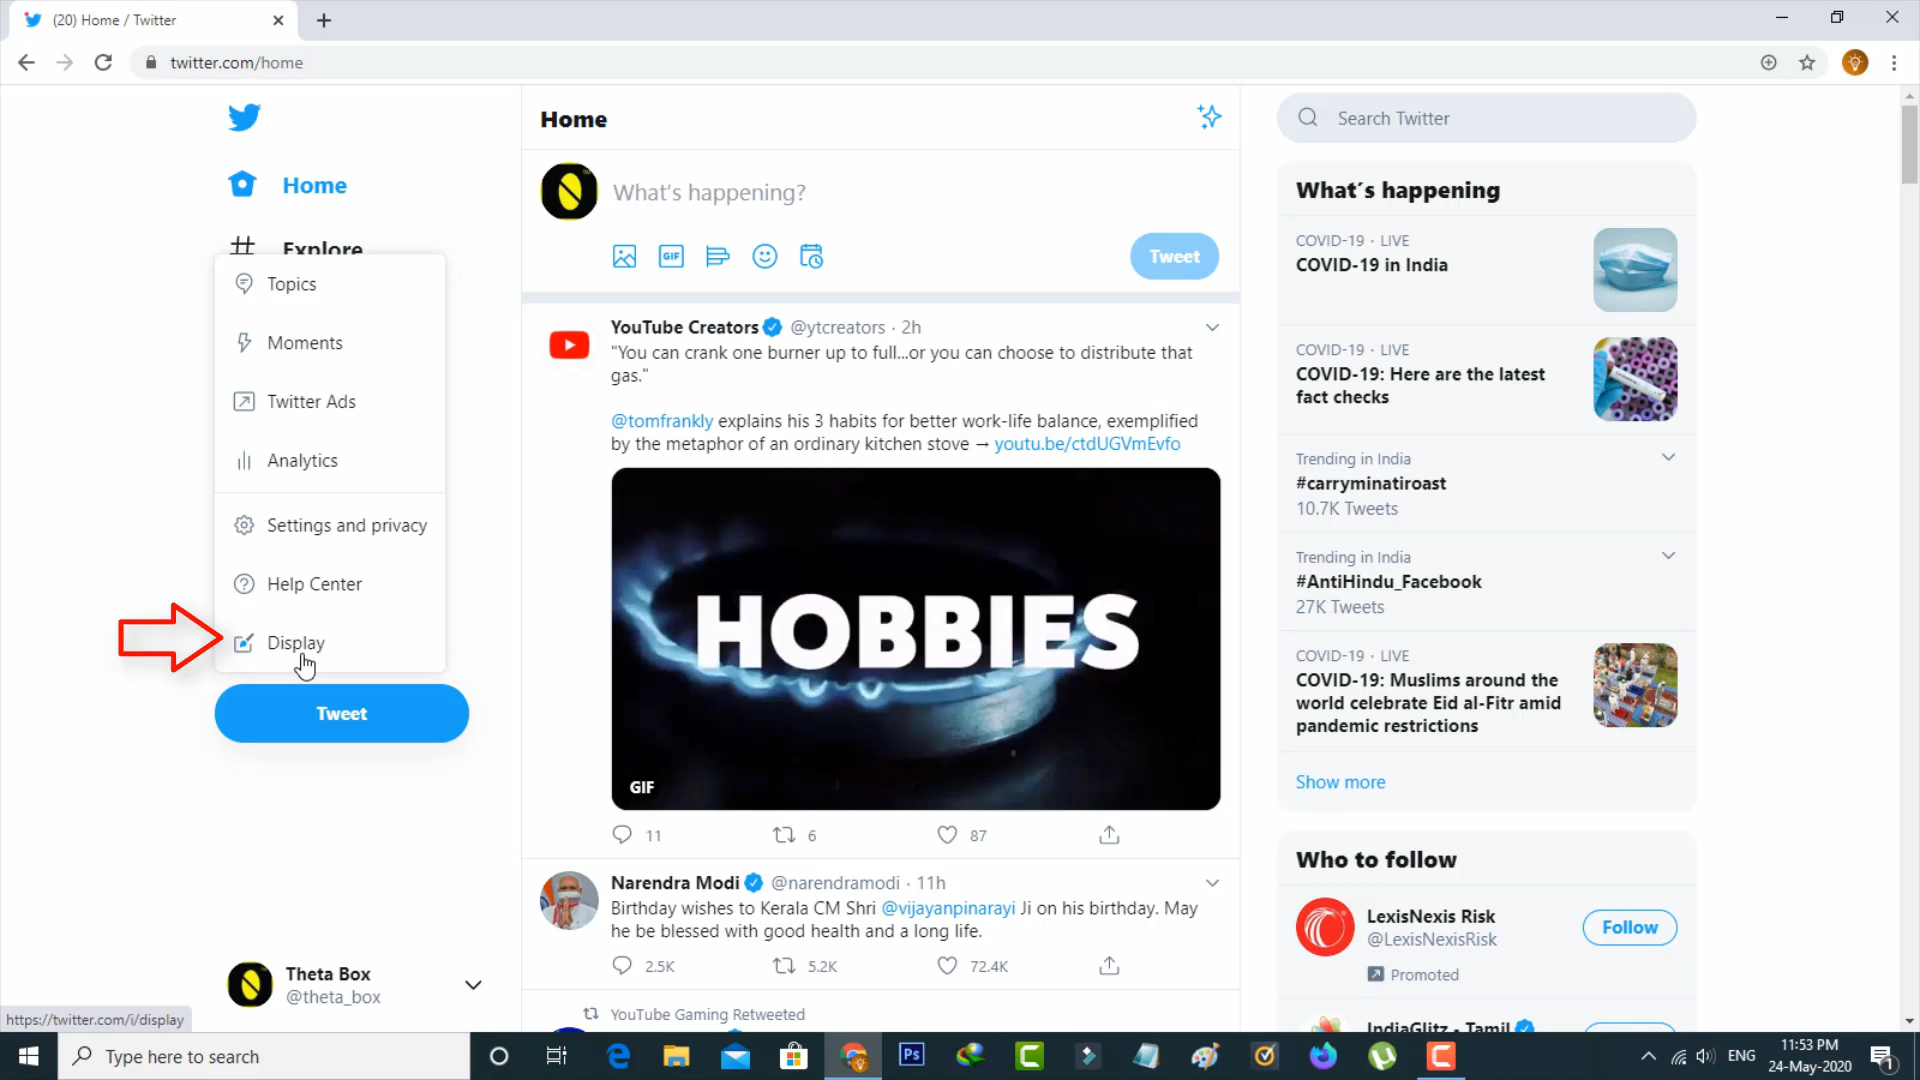 (20) Home / Twitter
twitter.com/home
Home
Explore
Topics
Moments
Twitter Ads
Analytics
Settings and privacy
Help Center
Display
Tweet
Theta Box
@theta_box
https://twitter.com/i/display
Home
What's happening?
GIF
Tweet
YouTube Creators @ytcreators · 2h
"You can crank one burner up to full...or you can choose to distribute that
gas."
@tomfrankly explains his 3 habits for better work-life balance, exemplified
by the metaphor of an ordinary kitchen stove → youtu.be/ctdUGVmEvfo
HOBBIES
GIF
11 6 87
Narendra Modi @narendramodi · 11h
Birthday wishes to Kerala CM Shri @vijayanpinarayi Ji on his birthday. May
he be blessed with good health and a long life.
2.5K 5.2K 72.4K
YouTube Gaming Retweeted
Search Twitter
What's happening
COVID-19 · LIVE
COVID-19 in India
COVID-19 · LIVE
COVID-19: Here are the latest
fact checks
Trending in India
#carryminatiroast
10.7K Tweets
Trending in India
#AntiHindu_Facebook
27K Tweets
COVID-19 · LIVE
COVID-19: Muslims around the
world celebrate Eid al-Fitr amid
pandemic restrictions
Show more
Who to follow
LexisNexis Risk
@LexisNexisRisk
Follow
Promoted
IndiaGlitz - Tamil
Type here to search
Ps
ENG
11:53 PM
24-May-2020
1